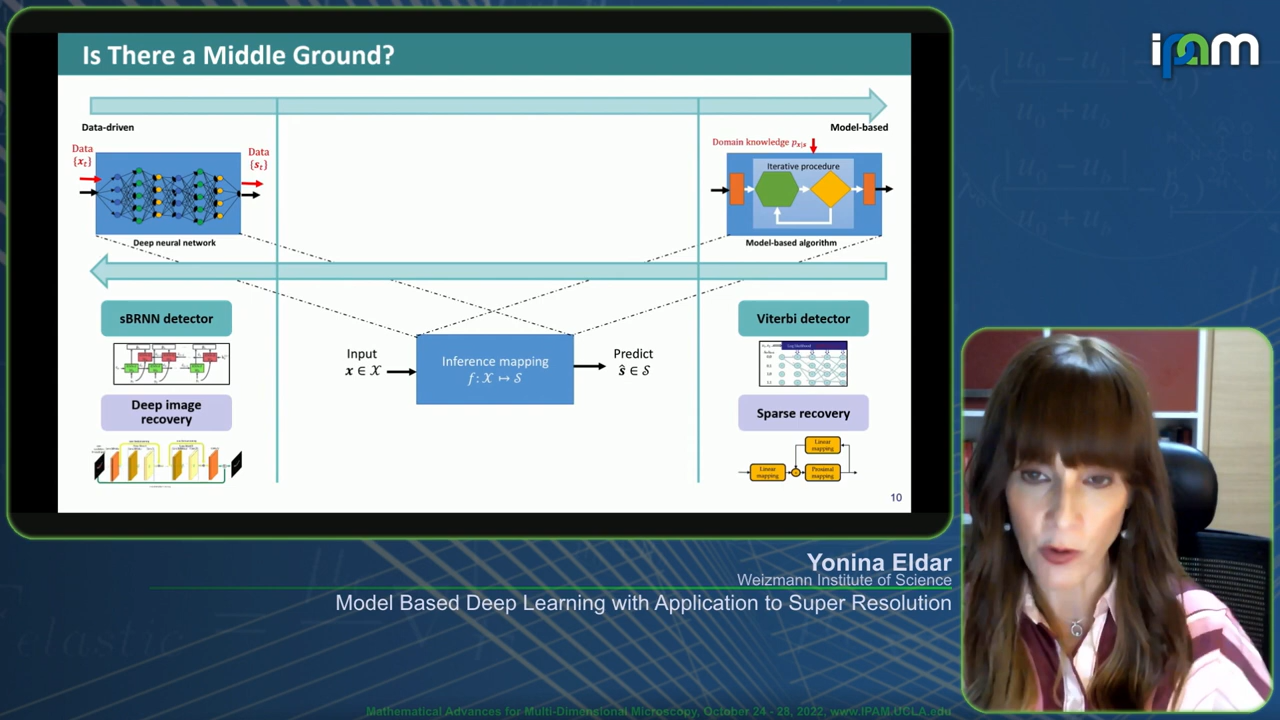 Is There a Middle Ground?
ipam
Data-driven
Model-based
Data
{𝒙ₜ}
Data
{𝒔ₜ}
Domain knowledge
Iterative procedure
Deep neural network
Model-based algorithm
sBRNN detector
Viterbi detector
Input
𝒙 ∈ 𝒳
Inference mapping
𝑓: 𝒳 ↦ 𝒮
Predict
ŝ ∈ 𝒮
Deep image
recovery
Sparse recovery
Linear
mapping
Linear
mapping
Proximal
mapping
10
Yonina Eldar
Weizmann Institute of Science
Model Based Deep Learning with Application to Super Resolution
elastic
Mathematical Advances for Multi-Dimensional Microscopy, October 24 - 28, 2022, www.IPAM.UCLA.edu